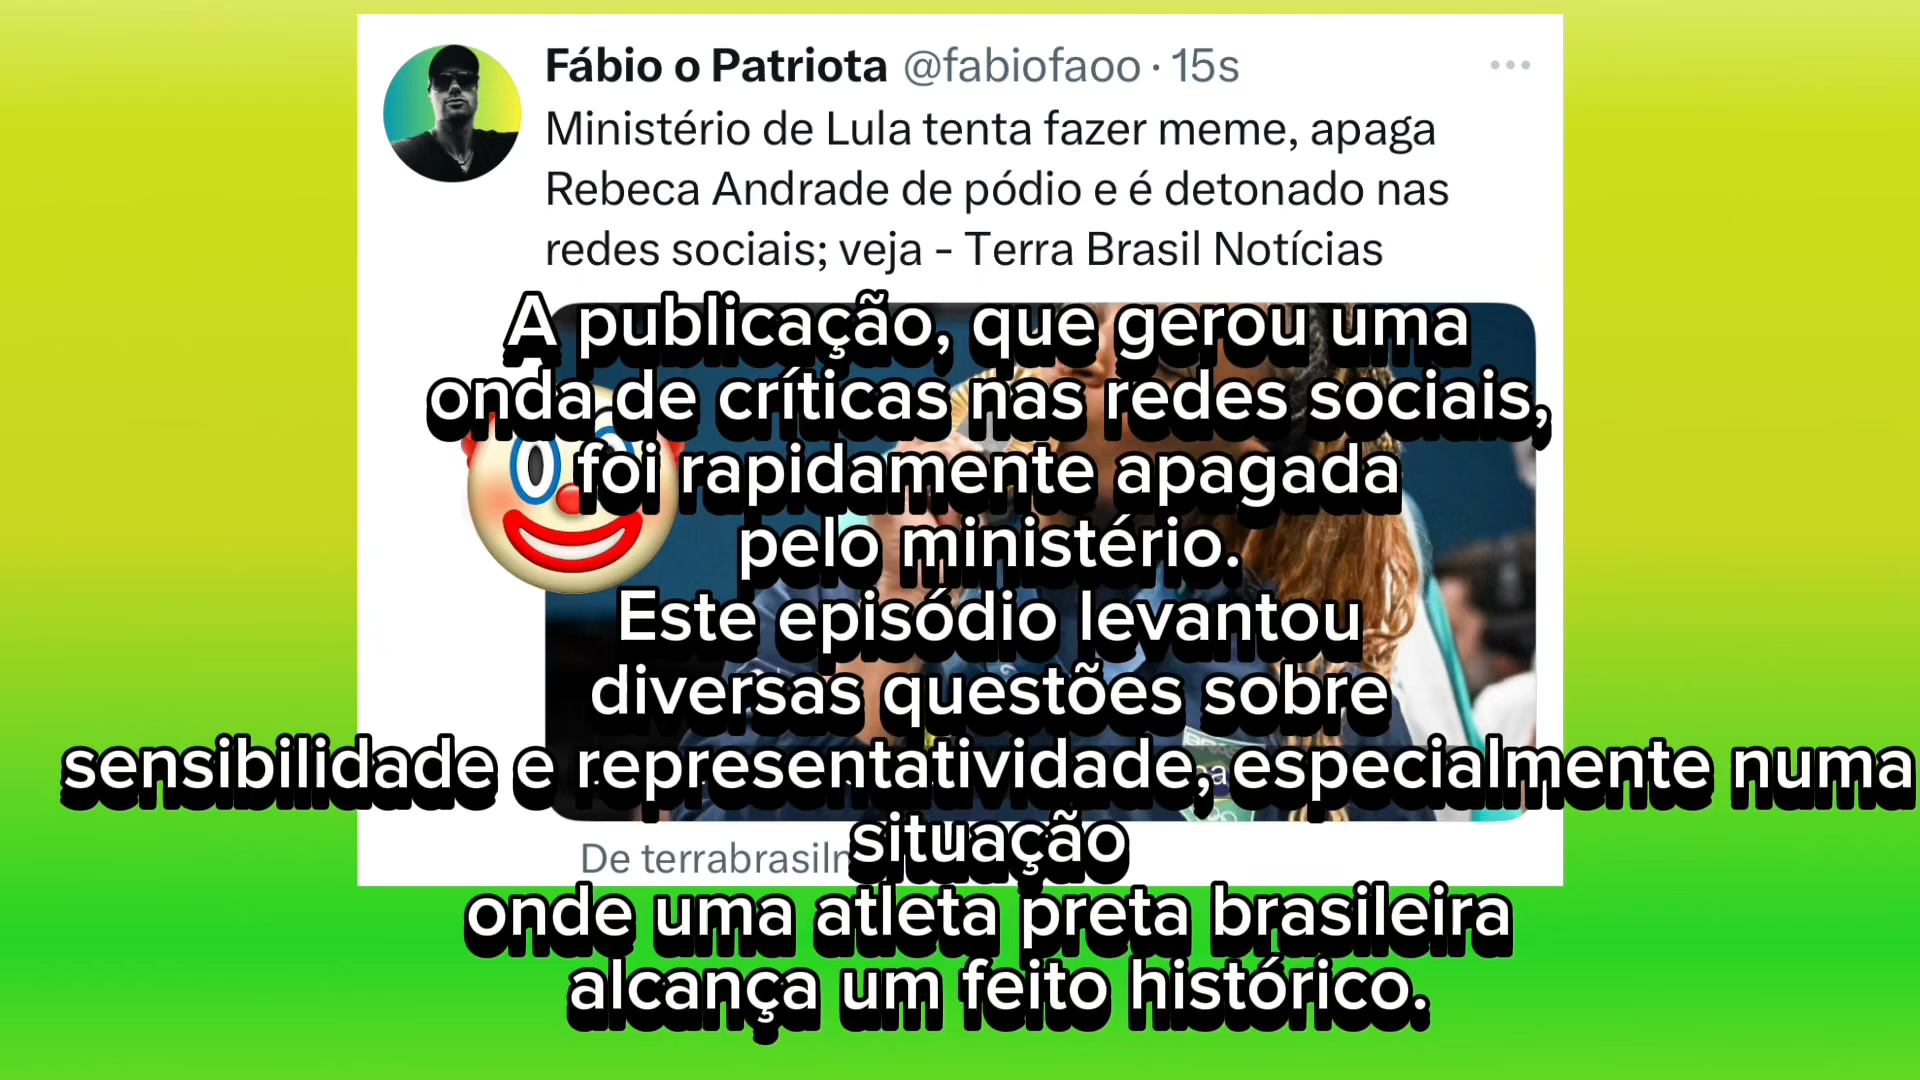 Fábio o Patriota @fabiofaoo · 15s
Ministério de Lula tenta fazer meme, apaga
Rebeca Andrade de pódio e é detonado nas
redes sociais; veja - Terra Brasil Notícias
A publicação, que gerou uma
onda de críticas nas redes sociais,
foi rapidamente apagada
pelo ministério.
Este episódio levantou
diversas questões sobre
sensibilidade e representatividade, especialmente numa
situação
De
onde uma atleta preta brasileira
alcança um feito histórico.